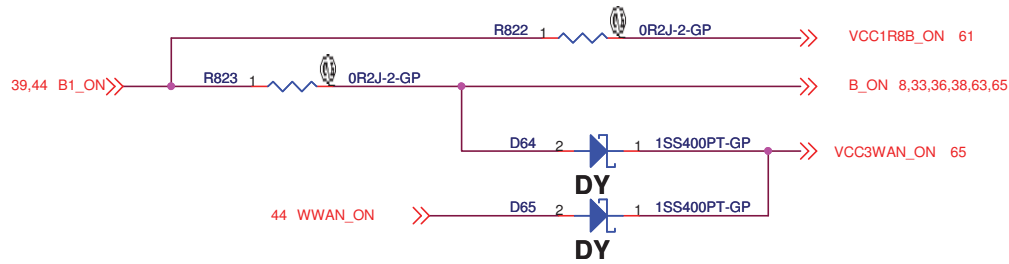 R822 1 0R2J-2-GP VCC1R8B_ON 61
39,44 B1_ON R823 1 0R2J-2-GP B_ON 8,33,36,38,63,65
D64 2 1 1SS400PT-GP VCC3WAN_ON 65
DY
44 WWAN_ON D65 2 1 1SS400PT-GP
DY